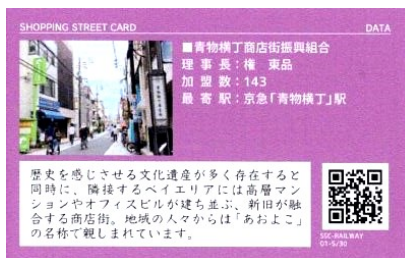 SHOPPING STREET CARD
DATA
■青物横丁商店街振興組合
理事長：権 東品
加盟数：143
最寄駅：京急「青物横丁」駅
歴史を感じさせる文化遺産が多く存在すると
同時に、隣接するベイエリアには高層マン
ションやオフィスビルが建ち並ぶ、新旧が融
合する商店街。地域の人々からは「あおよこ」
の名称で親しまれています。
SSC-RAILWAY
01-5/30